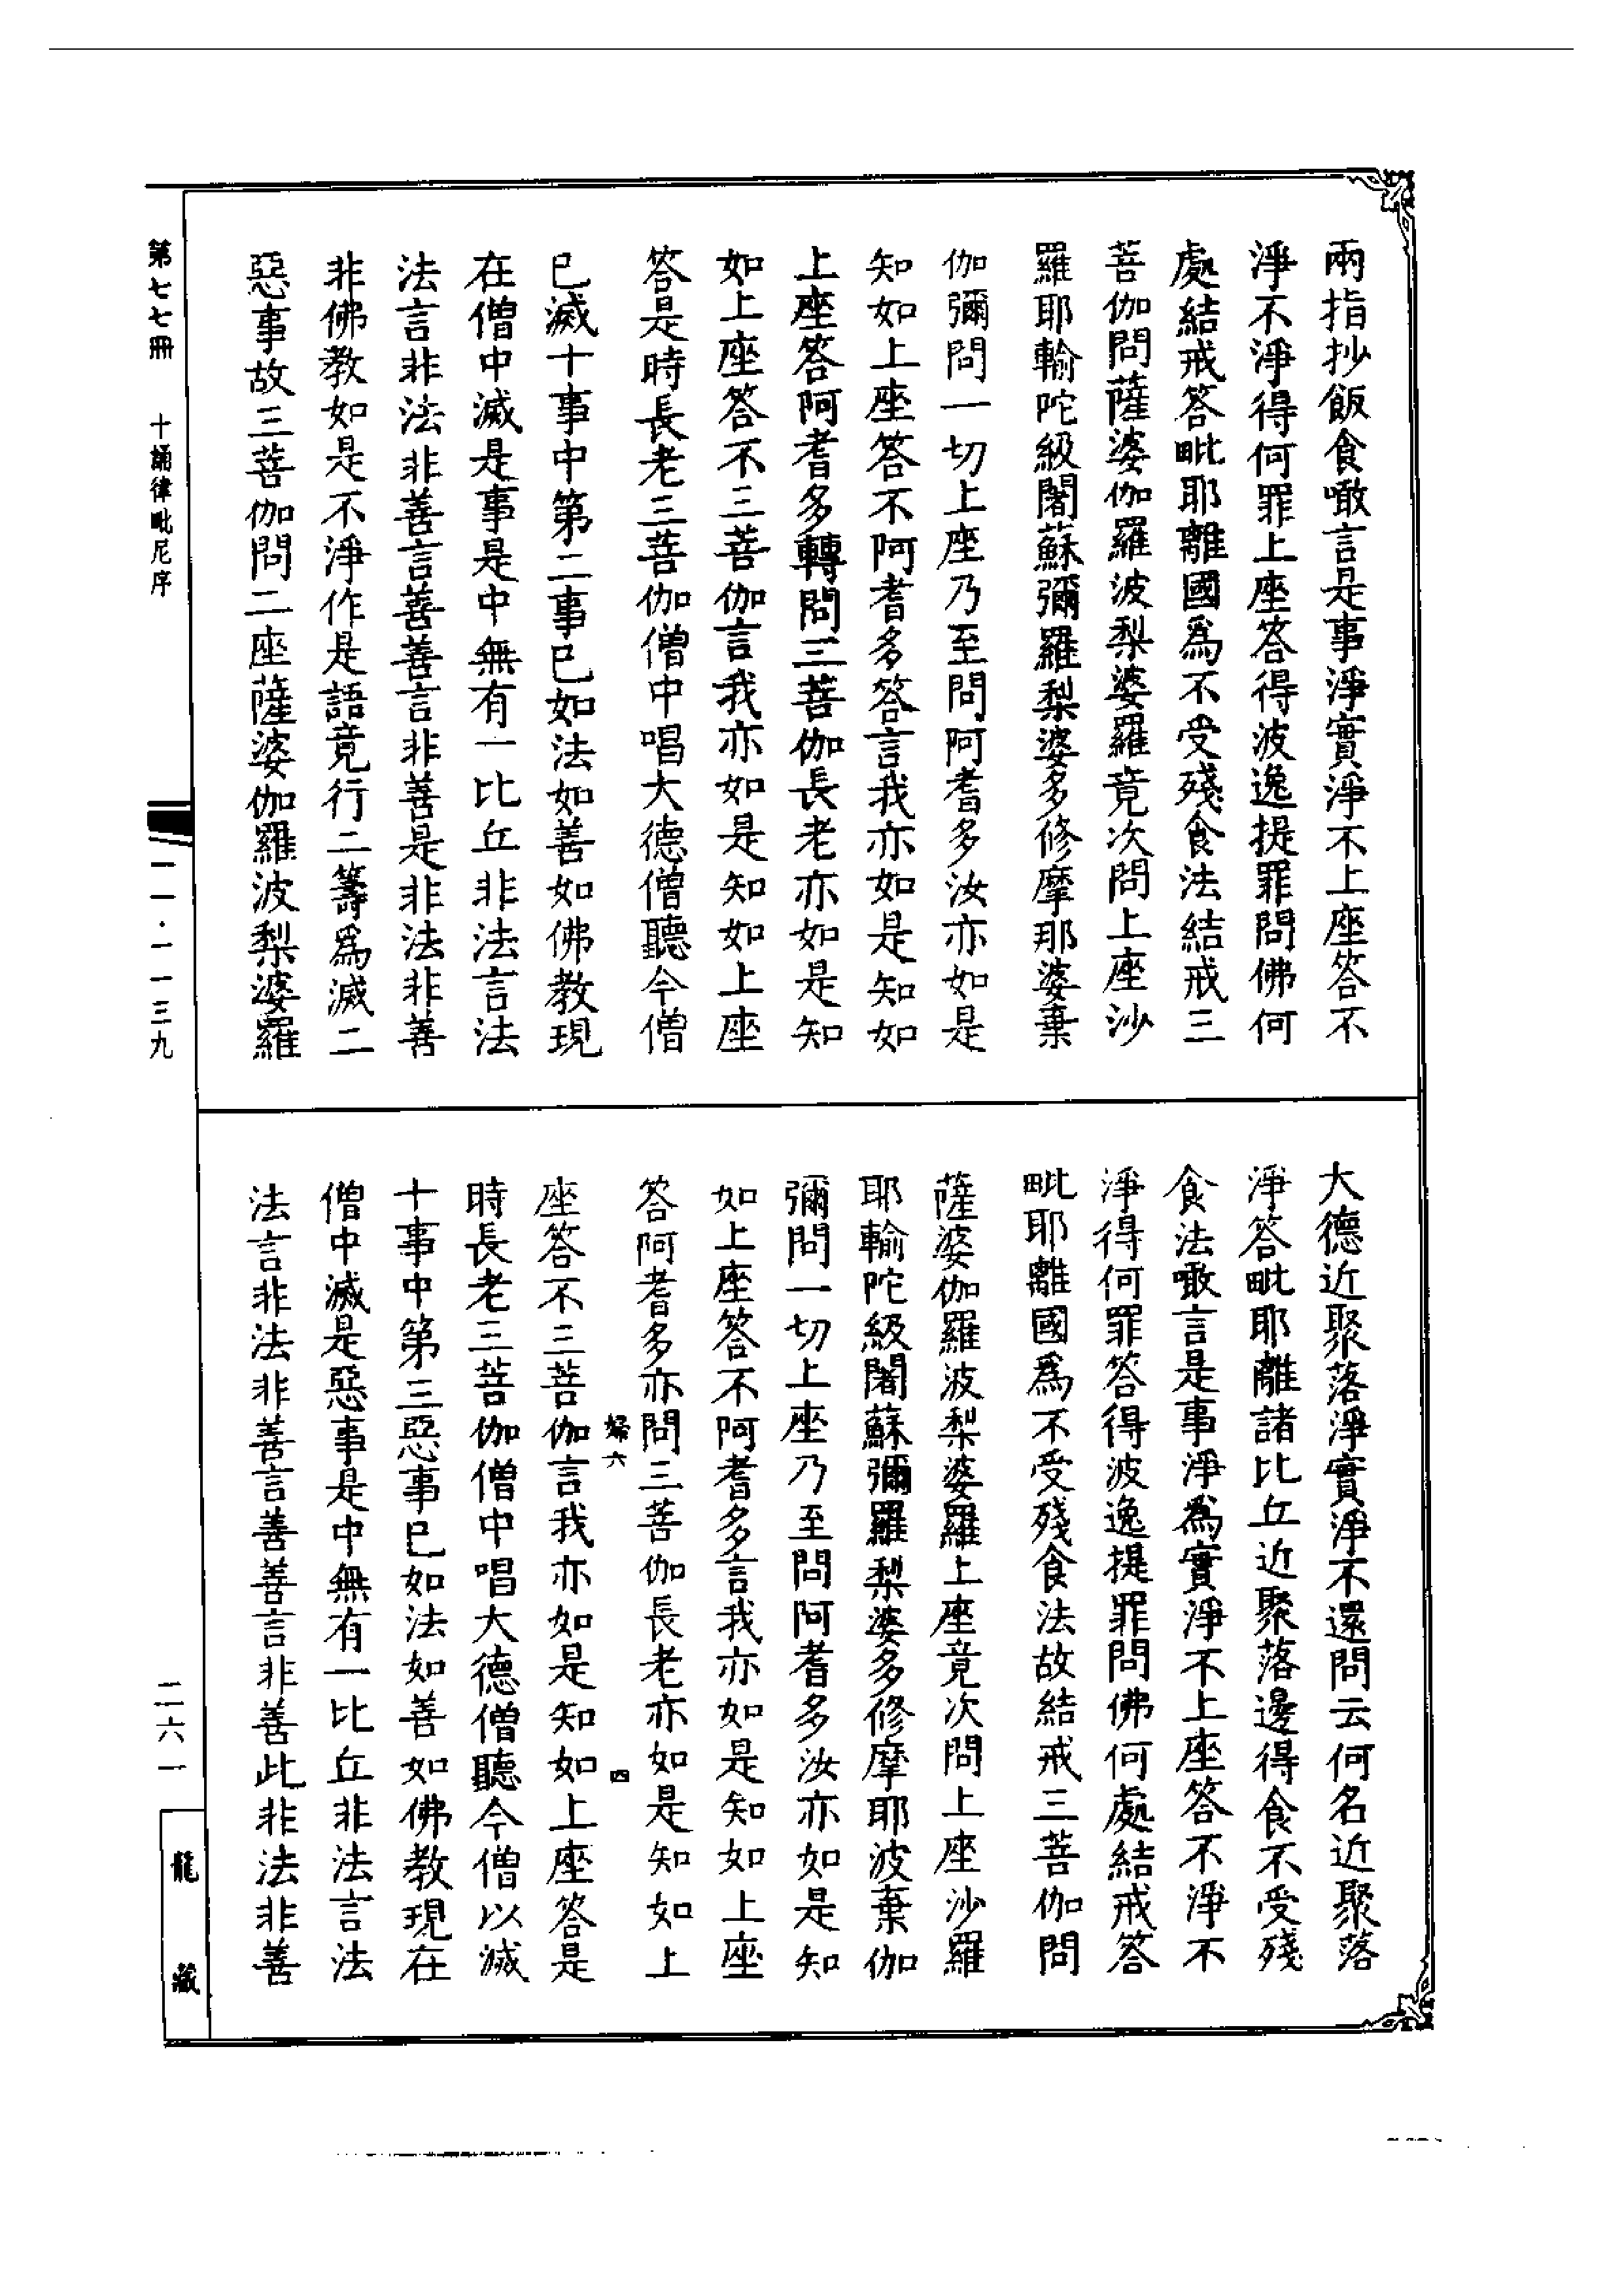 兩指抄飯食噉言是事淨實淨不上座答不
淨不淨得何罪上座答得波逸提罪問佛何
處結戒答毗耶離國爲不受殘食法結戒三
菩伽問薩婆伽羅波梨婆羅竟次問上座沙
羅耶輸陀級闍蘇彌羅梨婆多修摩那婆棄
伽彌問一切上座乃至問阿耆多汝亦如是
知如上座答不阿耆多答言我亦如是知如
上座答阿耆多轉問三菩伽長老亦如是知
如上座答不三菩伽言我亦如是知如上座
答是時長老三菩伽僧中唱大德僧聽今僧
已滅十事中第二事已如法如善如佛教現
在僧中滅是事是中無有一比丘非法言法
法言非法非善言善善言非善是非法非善
非佛教如是不淨作是語竟行二籌爲滅二
惡事故三菩伽問二座薩婆伽羅波梨婆羅
大德近聚落淨實淨不還問云何名近聚落
淨答毗耶離諸比丘近聚落邊得食不受殘
食法噉言是事淨爲實淨不上座答不淨不
淨得何罪答得波逸提罪問佛何處結戒答
毗耶離國爲不受殘食法故結戒三菩伽問
薩婆伽羅波梨婆羅上座竟次問上座沙羅
耶輸陀級闍蘇彌羅梨婆多修摩耶波棄伽
彌問一切上座乃至問阿耆多汝亦如是知
如上座答不阿耆多言我亦如是知如上座
答阿耆多亦問三菩伽長老亦如是知如上
婦六
四
座答不三菩伽言我亦如是知如上座答是
時長老三菩伽僧中唱大德僧聽今僧以滅
十事中第三惡事已如法如善如佛教現在
僧中滅是惡事是中無有一比丘非法言法
法言非法非善言善善言非善此非法非善
第七七冊
十誦律毗尼序
一一·一一三九
二六一
龍藏